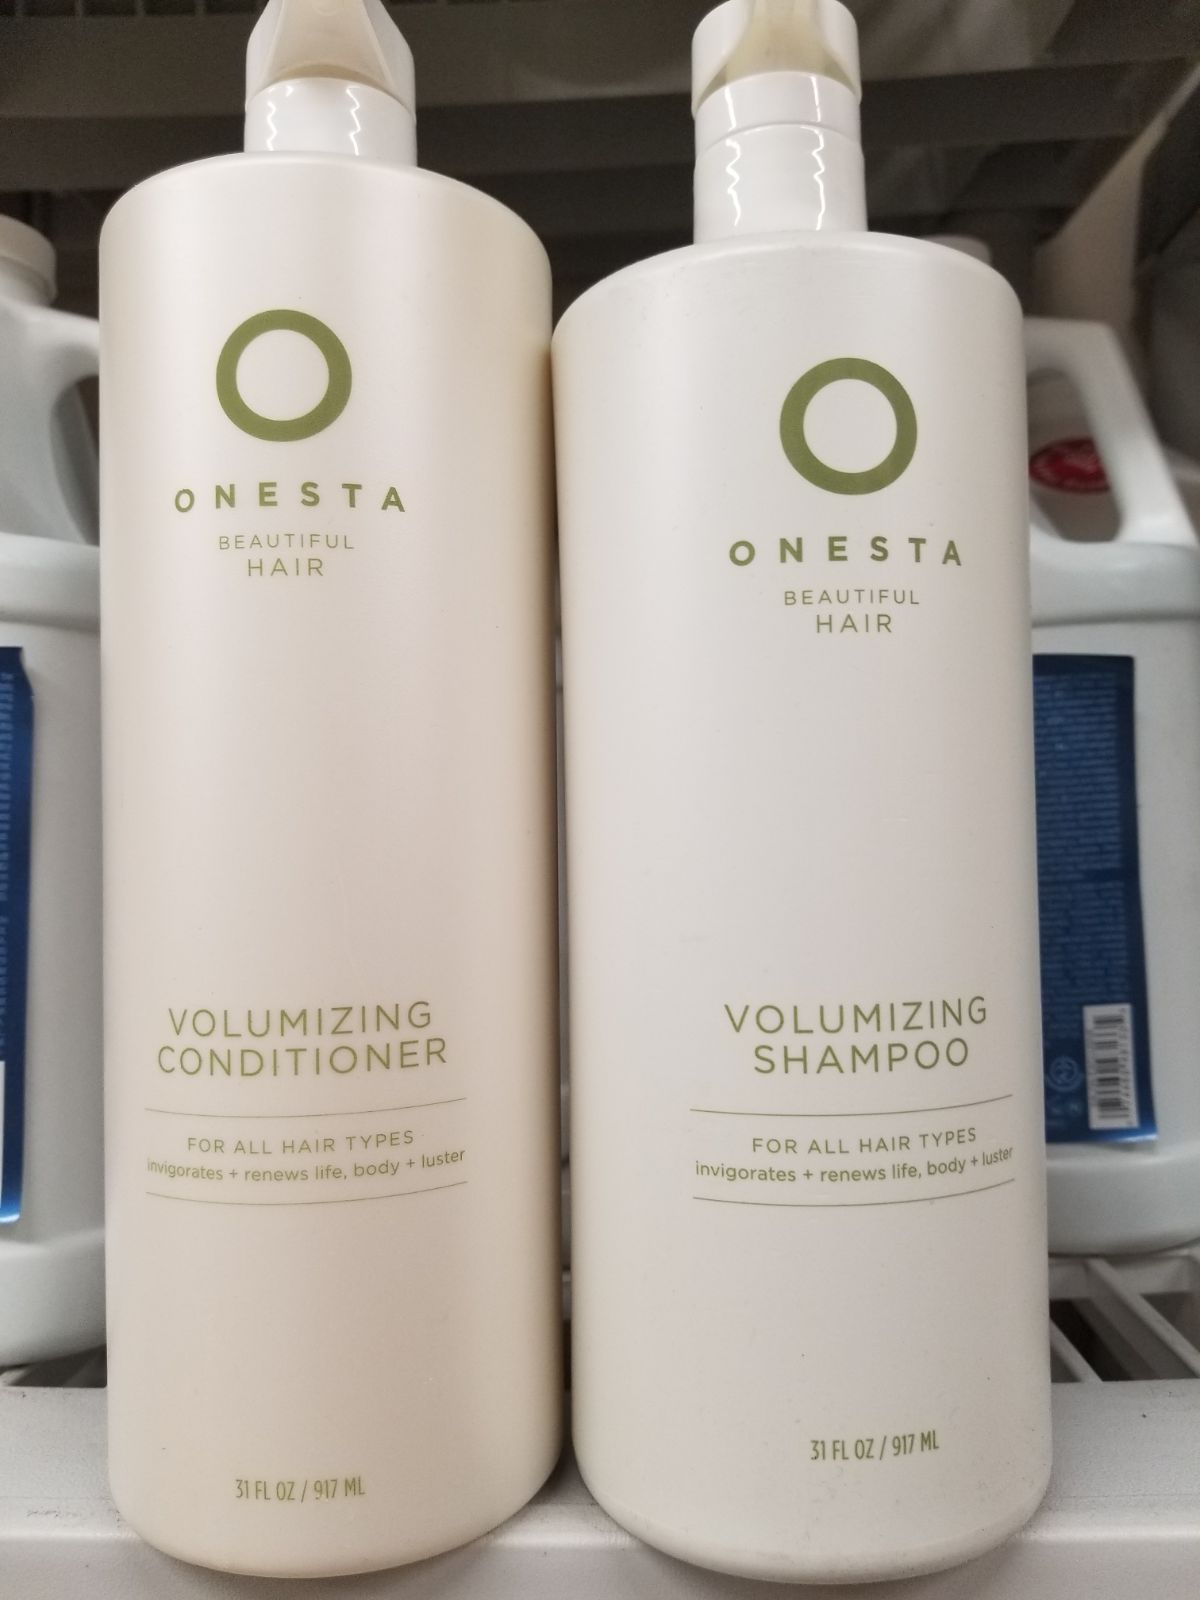 ONESTA
BEAUTIFUL
HAIR
VOLUMIZING
CONDITIONER
FOR ALL HAIR TYPES
invigorates + renews life, body + luster
31 FL OZ / 917 ML
ONESTA
BEAUTIFUL
HAIR
VOLUMIZING
SHAMPOO
FOR ALL HAIR TYPES
invigorates + renews life, body + luster
31 FL OZ / 917 ML